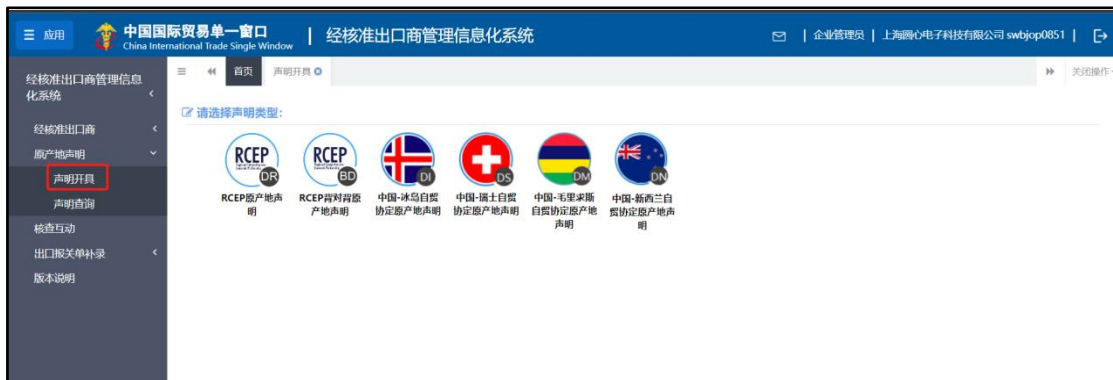 应用
中国国际贸易单一窗口
China International Trade Single Window
经核准出口商管理信息化系统
企业管理员
上海圆心电子科技有限公司 swbjop0851
经核准出口商管理信息
化系统
首页
声明开具
关闭操作
请选择声明类型:
经核准出口商
原产地声明
声明开具
声明查询
核查互动
出口报关单补录
版本说明
RCEP
DR
RCEP原产地声
明
RCEP
BD
RCEP背对背原
产地声明
DI
中国-冰岛自贸
协定原产地声明
DS
中国-瑞士自贸
协定原产地声明
DM
中国-毛里求斯
自贸协定原产地
声明
DN
中国-新西兰自
贸协定原产地声
明